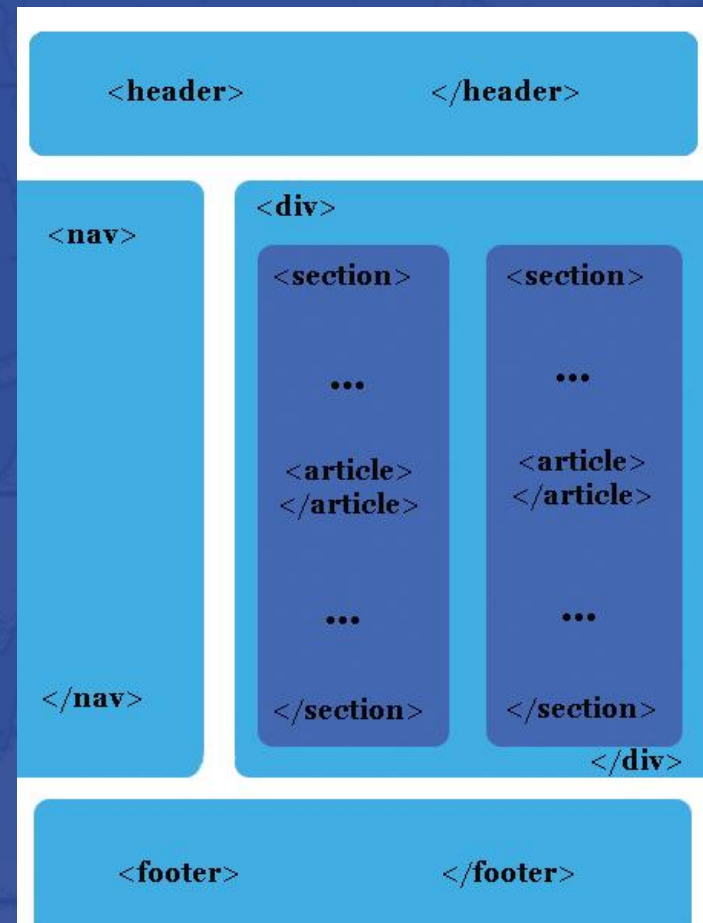 <header> </header>
<nav>
</nav>
<div>
<section>
...
<article>
</article>
...
</section>
<section>
...
<article>
</article>
...
</section>
</div>
<footer> </footer>